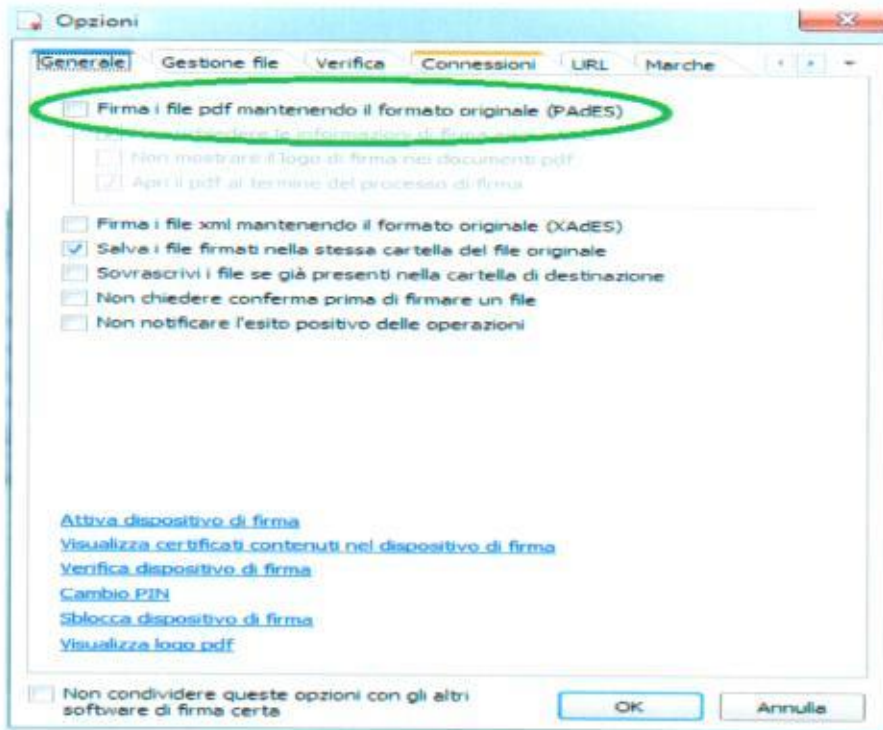 Opzioni
Generale Gestione file Verifica Connessioni URL Marche
Firma i file pdf mantenendo il formato originale (PAdES)
le informazioni di firma
Non mostrare il logo di firma nei documenti pdf
Apri il pdf al termine del processo di firma
Firma i file xml mantenendo il formato originale (XAdES)
Salva i file firmati nella stessa cartella del file originale
Sovrascrivi i file se già presenti nella cartella di destinazione
Non chiedere conferma prima di firmare un file
Non notificare l'esito positivo delle operazioni
Attiva dispositivo di firma
Visualizza certificati contenuti nel dispositivo di firma
Verifica dispositivo di firma
Cambio PIN
Sblocca dispositivo di firma
Visualizza logo pdf
Non condividere queste opzioni con gli altri
software di firma certa
OK Annulla